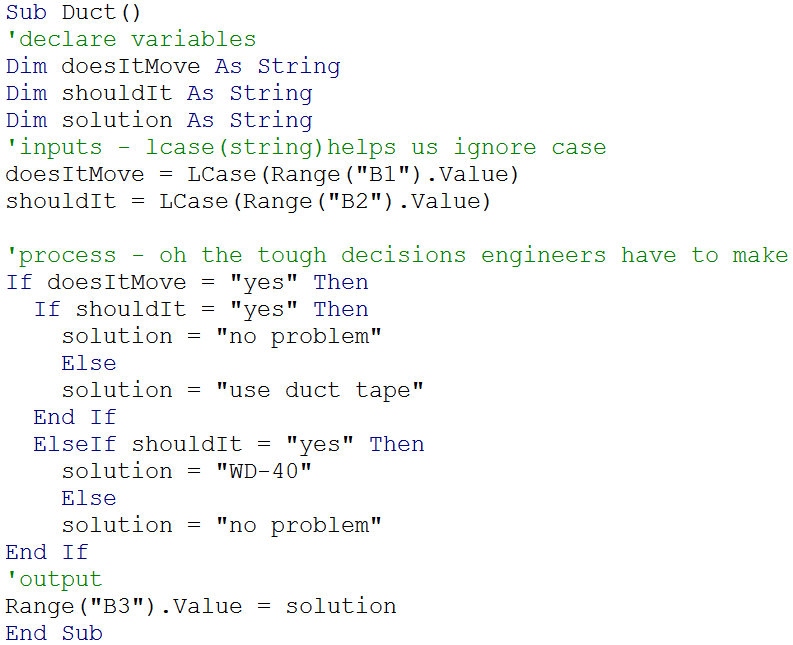 Sub Duct()
'declare variables
Dim doesItMove As String
Dim shouldIt As String
Dim solution As String
'inputs - lcase(string)helps us ignore case
doesItMove = LCase(Range("B1").Value)
shouldIt = LCase(Range("B2").Value)

'process - oh the tough decisions engineers have to make
If doesItMove = "yes" Then
  If shouldIt = "yes" Then
    solution = "no problem"
    Else
    solution = "use duct tape"
  End If
  ElseIf shouldIt = "yes" Then
    solution = "WD-40"
    Else
    solution = "no problem"
End If
'output
Range("B3").Value = solution
End Sub